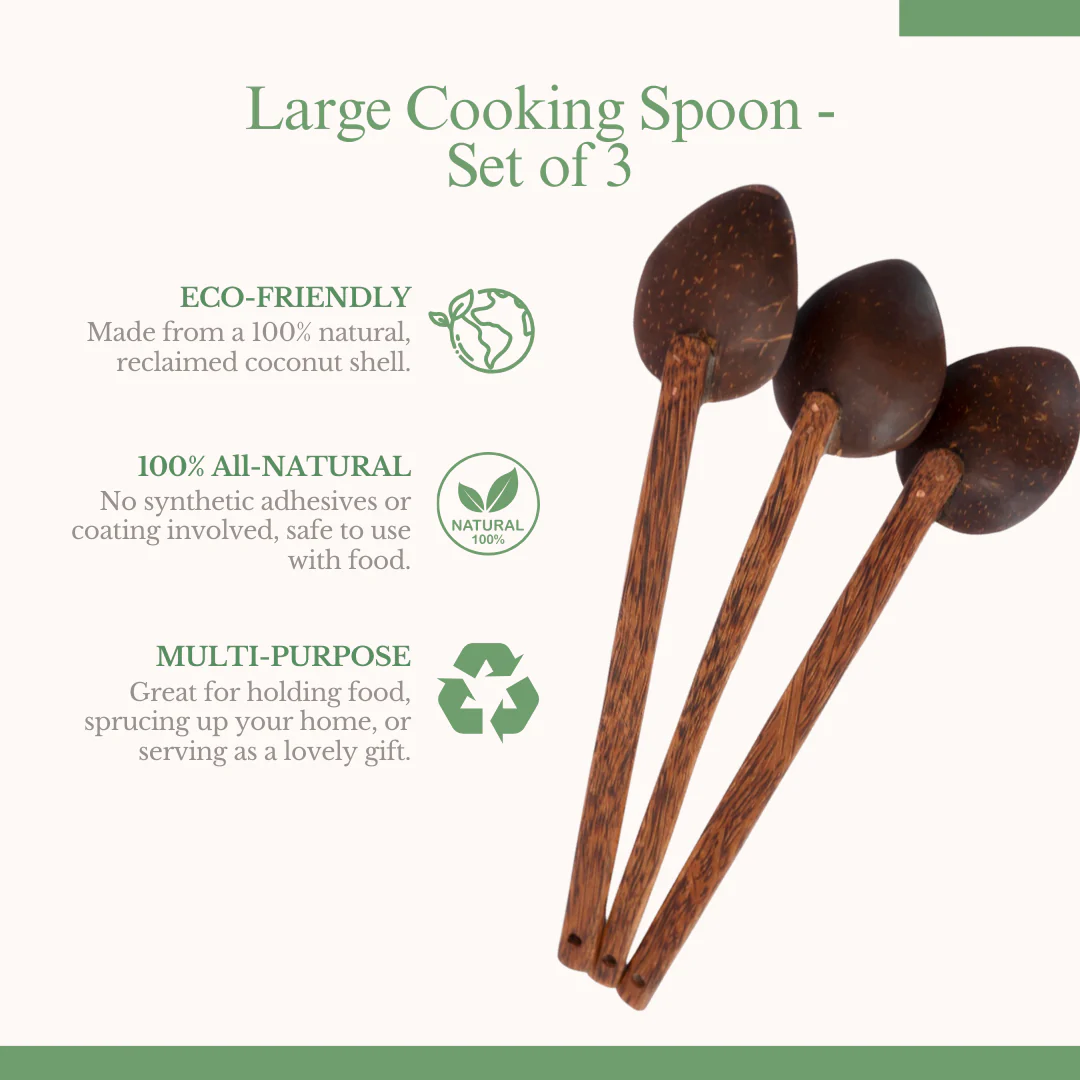 Large Cooking Spoon -
Set of 3
ECO-FRIENDLY
Made from a 100% natural,
reclaimed coconut shell.
100% All-NATURAL
No synthetic adhesives or
coating involved, safe to use
with food.
NATURAL
100%
MULTI-PURPOSE
Great for holding food,
sprucing up your home, or
serving as a lovely gift.